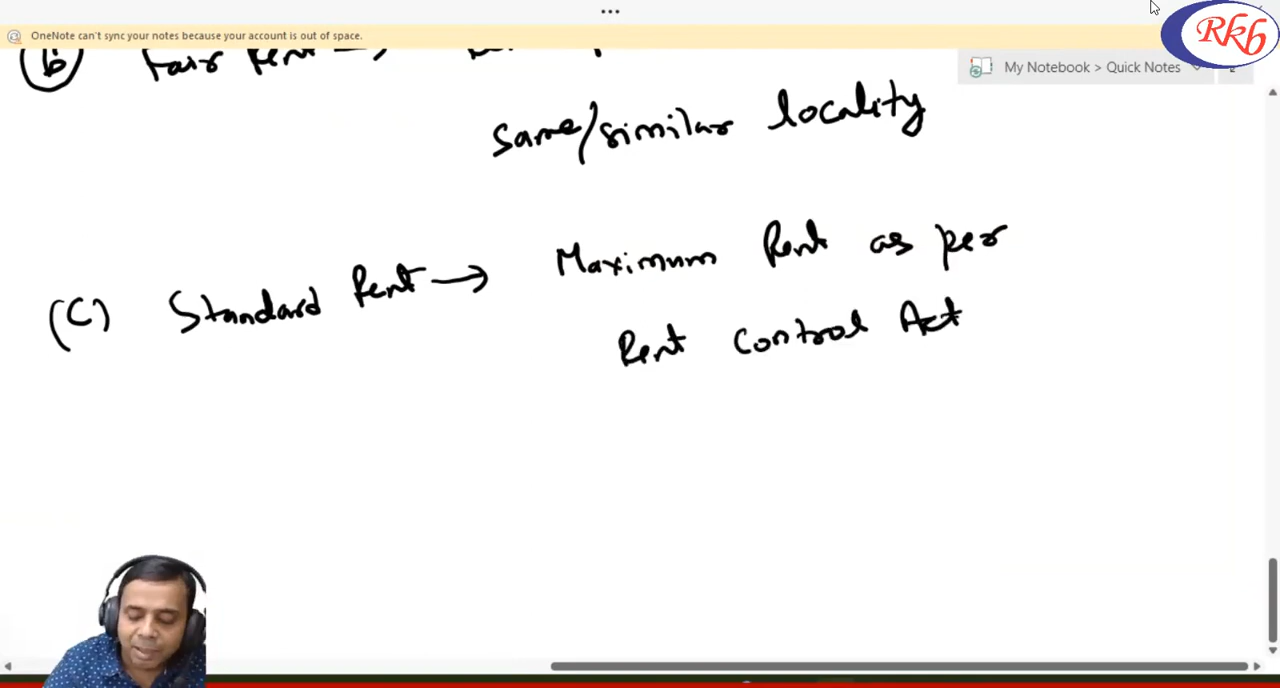 OneNote can't sync your notes because your account is out of space.
Rkb
My Notebook > Quick Notes
(b) Fair Rent →
Same/similar locality
(C) Standard Rent → Maximum Rent as per
Rent Control Act